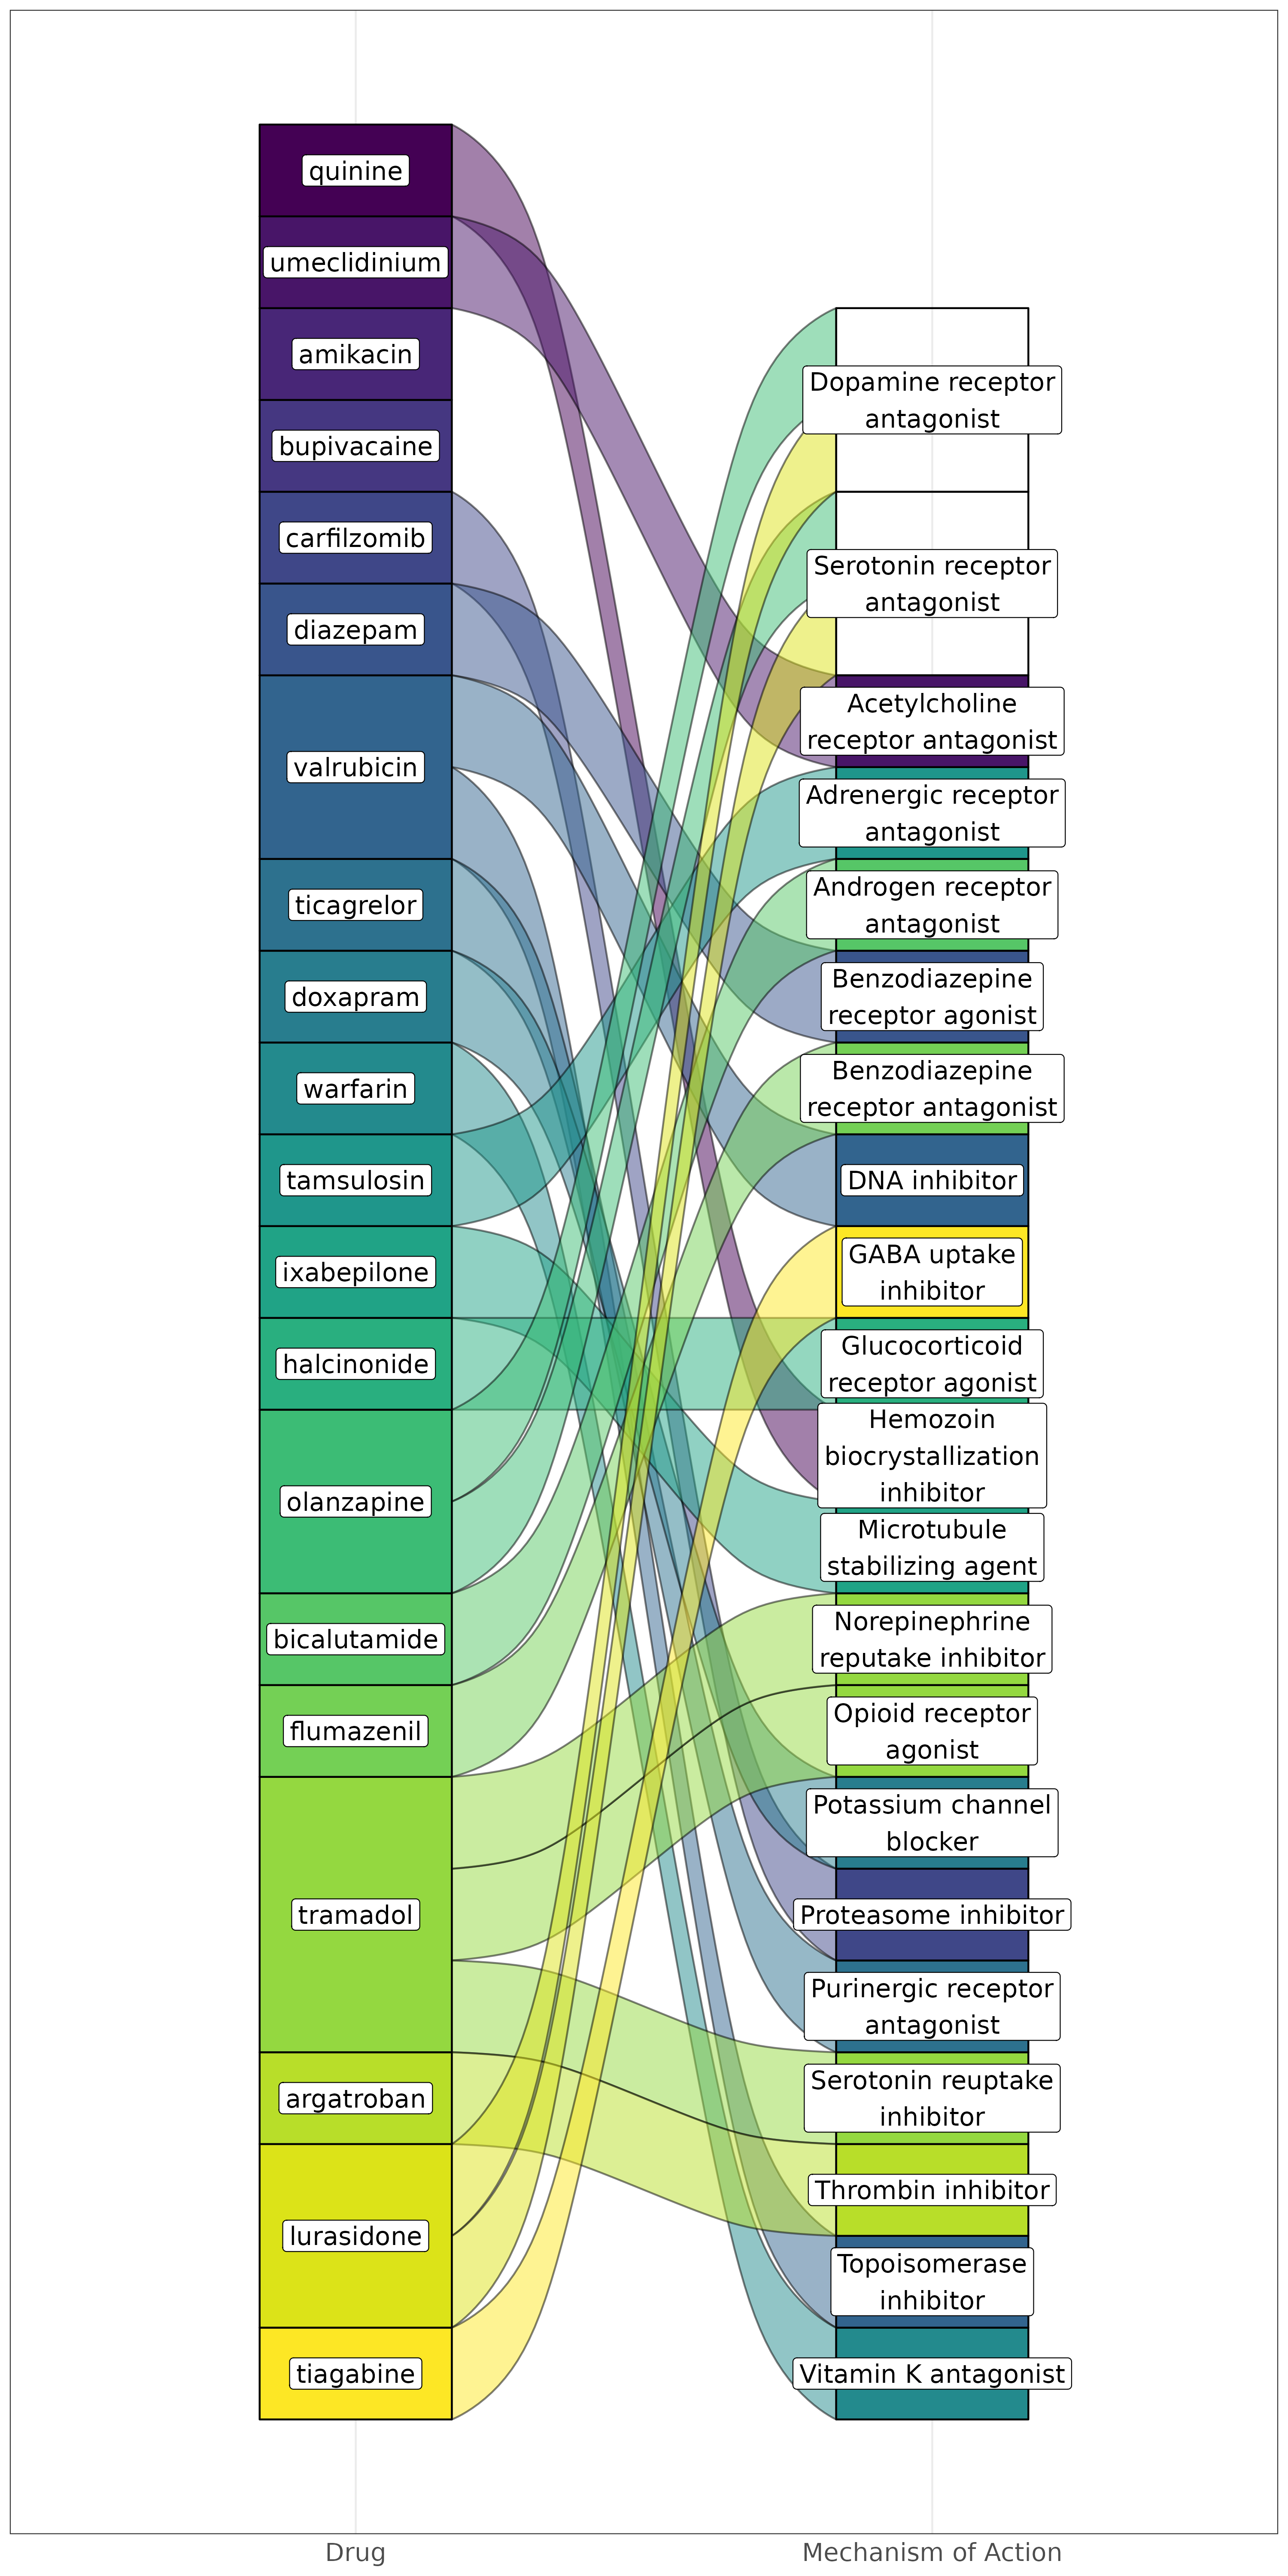 quinine
umeclidinium
amikacin
bupivacaine
carfilzomib
diazepam
valrubicin
ticagrelor
doxapram
warfarin
tamsulosin
ixabepilone
halcinonide
olanzapine
bicalutamide
flumazenil
tramadol
argatroban
lurasidone
tiagabine
Dopamine receptor
antagonist
Serotonin receptor
antagonist
Acetylcholine
receptor antagonist
Adrenergic receptor
antagonist
Androgen receptor
antagonist
Benzodiazepine
receptor agonist
Benzodiazepine
receptor antagonist
DNA inhibitor
GABA uptake
inhibitor
Glucocorticoid
receptor agonist
Hemozoin
biocrystallization
inhibitor
Microtubule
stabilizing agent
Norepinephrine
reputake inhibitor
Opioid receptor
agonist
Potassium channel
blocker
Proteasome inhibitor
Purinergic receptor
antagonist
Serotonin reuptake
inhibitor
Thrombin inhibitor
Topoisomerase
inhibitor
Vitamin K antagonist
Drug
Mechanism of Action